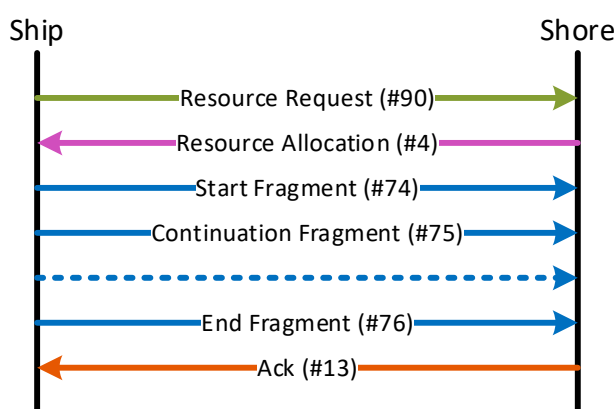 Ship
Shore
Resource Request (#90)
Resource Allocation (#4)
Start Fragment (#74)
Continuation Fragment (#75)
End Fragment (#76)
Ack (#13)